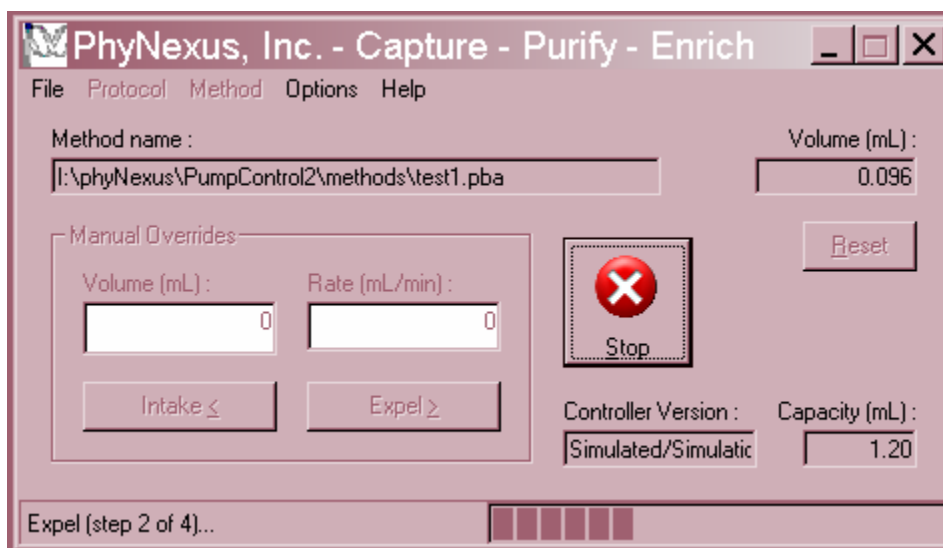 PhyNexus, Inc. - Capture - Purify - Enrich
File Protocol Method Options Help
Method name :
Volume (mL) :
I:\phyNexus\PumpControl2\methods\test1.pba
0.096
Manual Overrides
Reset
Volume (mL) :
Rate (mL/min) :
0
0
Stop
Intake <
Expel >
Controller Version :
Capacity (mL) :
Simulated/Simulatic
1.20
Expel (step 2 of 4)...